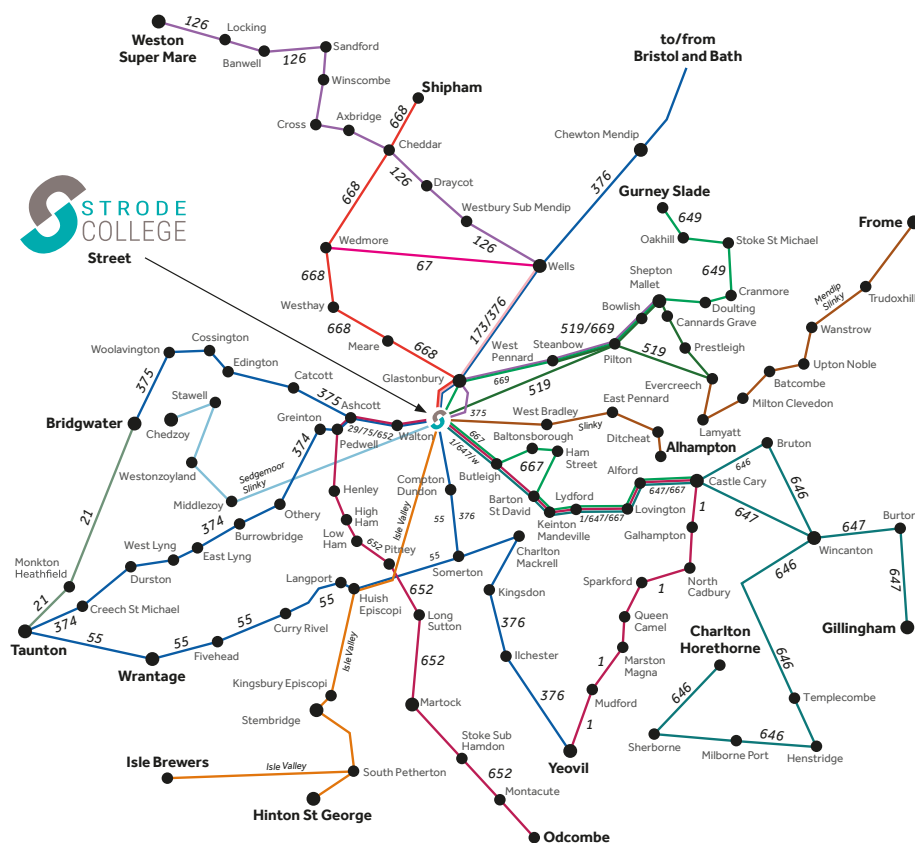 126
Locking
Weston
Super Mare
Banwell
126
Sandford
Winscombe
Shipham
668
Cross
Axbridge
Cheddar
126
668
Draycot
Westbury Sub Mendip
126
to/from
Bristol and Bath
Chewton Mendip
376
Gurney Slade
649
Oakhill
Stoke St Michael
649
Frome
STRODE
COLLEGE
Street
Wedmore
67
Wells
668
Westhay
668
Meare
668
173/376
Shepton
Mallet
Cranmore
Doulting
Bowlish
Cannards Grave
Mendip
Slinky
Trudoxhill
Wanstrow
519/669
West
Pennard
Steanbow
Pilton
Prestleigh
519
Upton Noble
Batcombe
Evercreech
Milton Clevedon
Lamyatt
Glastonbury
669
519
Cossington
Woolavington
Edington
375
Catcott
Stawell
375
Ashcott
Bridgwater
Chedzoy
Greinton
29/75/652
Walton
Pedwell
374
375
West Bradley
East Pennard
Slinky
Ditcheat
Alhampton
667
1/647/w
Baltonsborough
Ham
Street
667
Butleigh
Westonzoyland
Sedgemoor
Slinky
Middlezoy
Henley
Isle Valley
Compton
Dundon
Barton
St David
Lydford
Alford
647/667
Castle Cary
Bruton
646
646
Keinton
Mandeville
1/647/667
Lovington
647
374
Othery
High
Ham
55
376
Burrowbridge
21
Low
Ham
652
Pitney
55
Charlton
Mackrell
1
Galhampton
647
Burton
Wincanton
646
West Lyng
East Lyng
Durston
Monkton
Heathfield
Langport
Somerton
Kingsdon
Sparkford
1
North
Cadbury
647
21
Creech St Michael
374
55
Huish
Episcopi
652
Long
Sutton
Queen
Camel
Charlton
Horethorne
Gillingham
Taunton
55
55
55
Curry Rivel
Fivehead
Wrantage
Isle Valley
376
Ilchester
1
Marston
Magna
646
646
652
Kingsbury Episcopi
Stembridge
Martock
376
Mudford
1
Templecombe
Stoke Sub
Hamdon
Sherborne
646
Milborne Port
Henstridge
Isle Brewers
Isle Valley
South Petherton
652
Yeovil
Hinton St George
Montacute
Odcombe